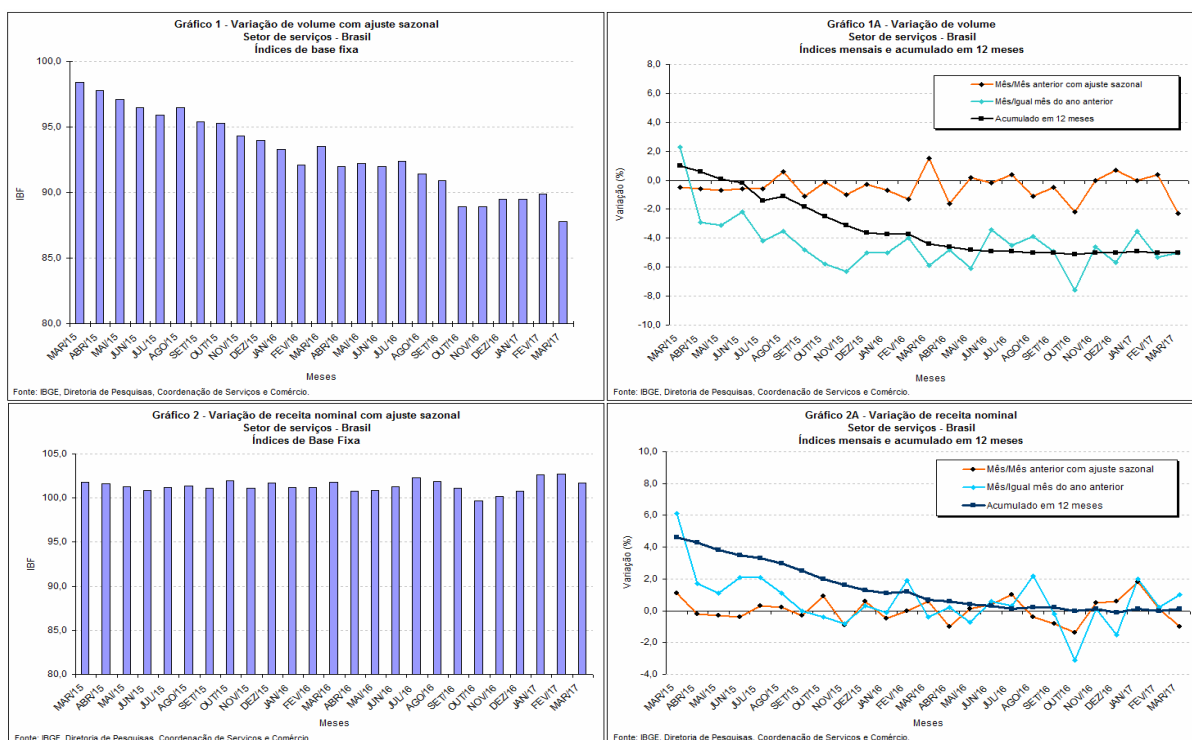 Gráfico 1 - Variação de volume com ajuste sazonal
Setor de serviços - Brasil
Índices de base fixa
100,0
95,0
90,0
85,0
80,0
IBF
MAR/15 ABR/15 MAI/15 JUN/15 JUL/15 AGO/15 SET/15 OUT/15 NOV/15 DEZ/15 JAN/16 FEV/16 MAR/16 ABR/16 MAI/16 JUN/16 JUL/16 AGO/16 SET/16 OUT/16 NOV/16 DEZ/16 JAN/17 FEV/17 MAR/17
Meses
Fonte: IBGE, Diretoria de Pesquisas, Coordenação de Serviços e Comércio.
Gráfico 1A - Variação de volume
Setor de serviços - Brasil
Índices mensais e acumulado em 12 meses
8,0
6,0
4,0
2,0
0,0
-2,0
-4,0
-6,0
-8,0
-10,0
Variação (%)
Mês/Mês anterior com ajuste sazonal
Mês/Igual mês do ano anterior
Acumulado em 12 meses
MAR/15 ABR/15 MAI/15 JUN/15 JUL/15 AGO/15 SET/15 OUT/15 NOV/15 DEZ/15 JAN/16 FEV/16 MAR/16 ABR/16 MAI/16 JUN/16 JUL/16 AGO/16 SET/16 OUT/16 NOV/16 DEZ/16 JAN/17 FEV/17 MAR/17
Meses
Fonte: IBGE, Diretoria de Pesquisas, Coordenação de Serviços e Comércio.
Gráfico 2 - Variação de receita nominal com ajuste sazonal
Setor de serviços - Brasil
Índices de Base Fixa
105,0
100,0
95,0
90,0
85,0
80,0
IBF
MAR/15 ABR/15 MAI/15 JUN/15 JUL/15 AGO/15 SET/15 OUT/15 NOV/15 DEZ/15 JAN/16 FEV/16 MAR/16 ABR/16 MAI/16 JUN/16 JUL/16 AGO/16 SET/16 OUT/16 NOV/16 DEZ/16 JAN/17 FEV/17 MAR/17
Meses
Fonte: IBGE, Diretoria de Pesquisas, Coordenação de Serviços e Comércio.
Gráfico 2A - Variação de receita nominal
Setor de serviços - Brasil
Índices mensais e acumulado em 12 meses
10,0
8,0
6,0
4,0
2,0
0,0
-2,0
-4,0
Variação (%)
Mês/Mês anterior com ajuste sazonal
Mês/Igual mês do ano anterior
Acumulado em 12 meses
MAR/15 ABR/15 MAI/15 JUN/15 JUL/15 AGO/15 SET/15 OUT/15 NOV/15 DEZ/15 JAN/16 FEV/16 MAR/16 ABR/16 MAI/16 JUN/16 JUL/16 AGO/16 SET/16 OUT/16 NOV/16 DEZ/16 JAN/17 FEV/17 MAR/17
Meses
Fonte: IBGE, Diretoria de Pesquisas, Coordenação de Serviços e Comércio.